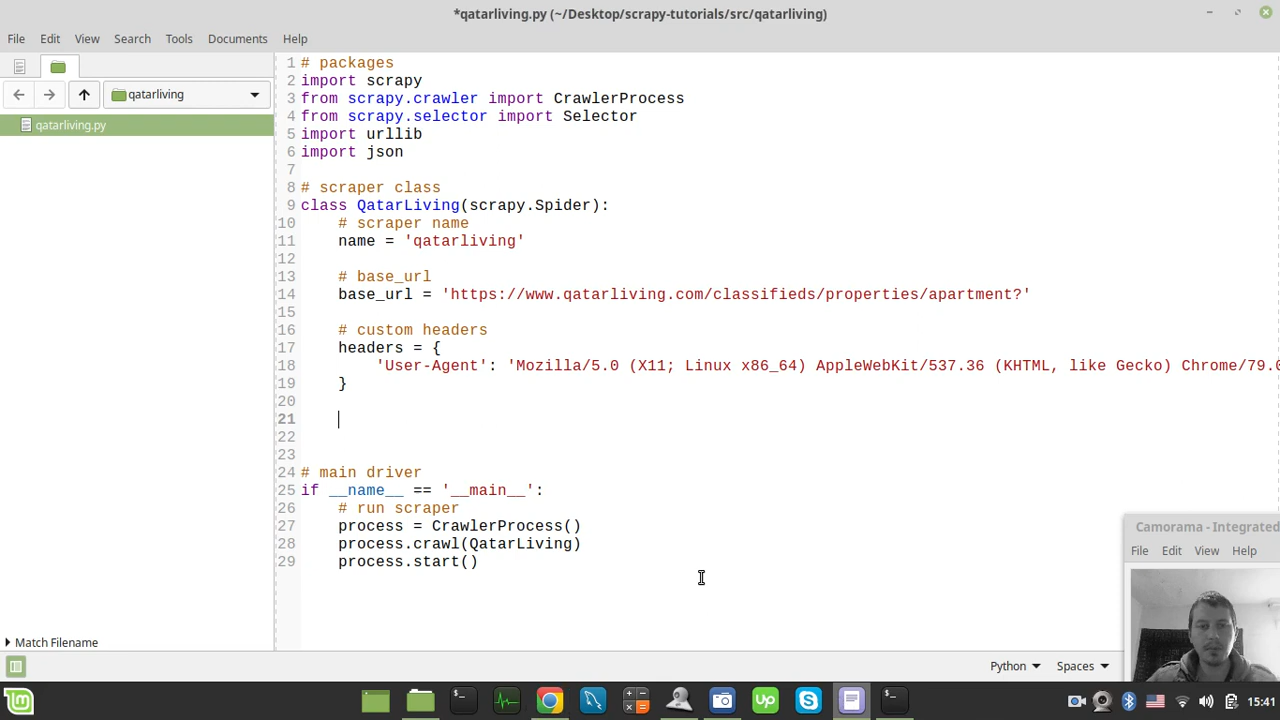 *qatarliving.py (~/Desktop/scrapy-tutorials/src/qatarliving)
File Edit View Search Tools Documents Help
qatarliving
qatarliving.py
1 # packages
2 import scrapy
3 from scrapy.crawler import CrawlerProcess
4 from scrapy.selector import Selector
5 import urllib
6 import json
7
8 # scraper class
9 class QatarLiving(scrapy.Spider):
10 # scraper name
11 name = 'qatarliving'
12
13 # base_url
14 base_url = 'https://www.qatarliving.com/classifieds/properties/apartment?'
15
16 # custom headers
17 headers = {
18 'User-Agent': 'Mozilla/5.0 (X11; Linux x86_64) AppleWebKit/537.36 (KHTML, like Gecko) Chrome/79.0
19 }
20
21
22
23
24 # main driver
25 if __name__ == '__main__':
26 # run scraper
27 process = CrawlerProcess()
28 process.crawl(QatarLiving)
29 process.start()
Camorama - Integrated
File Edit View Help
Match Filename
Python Spaces
up
15:41